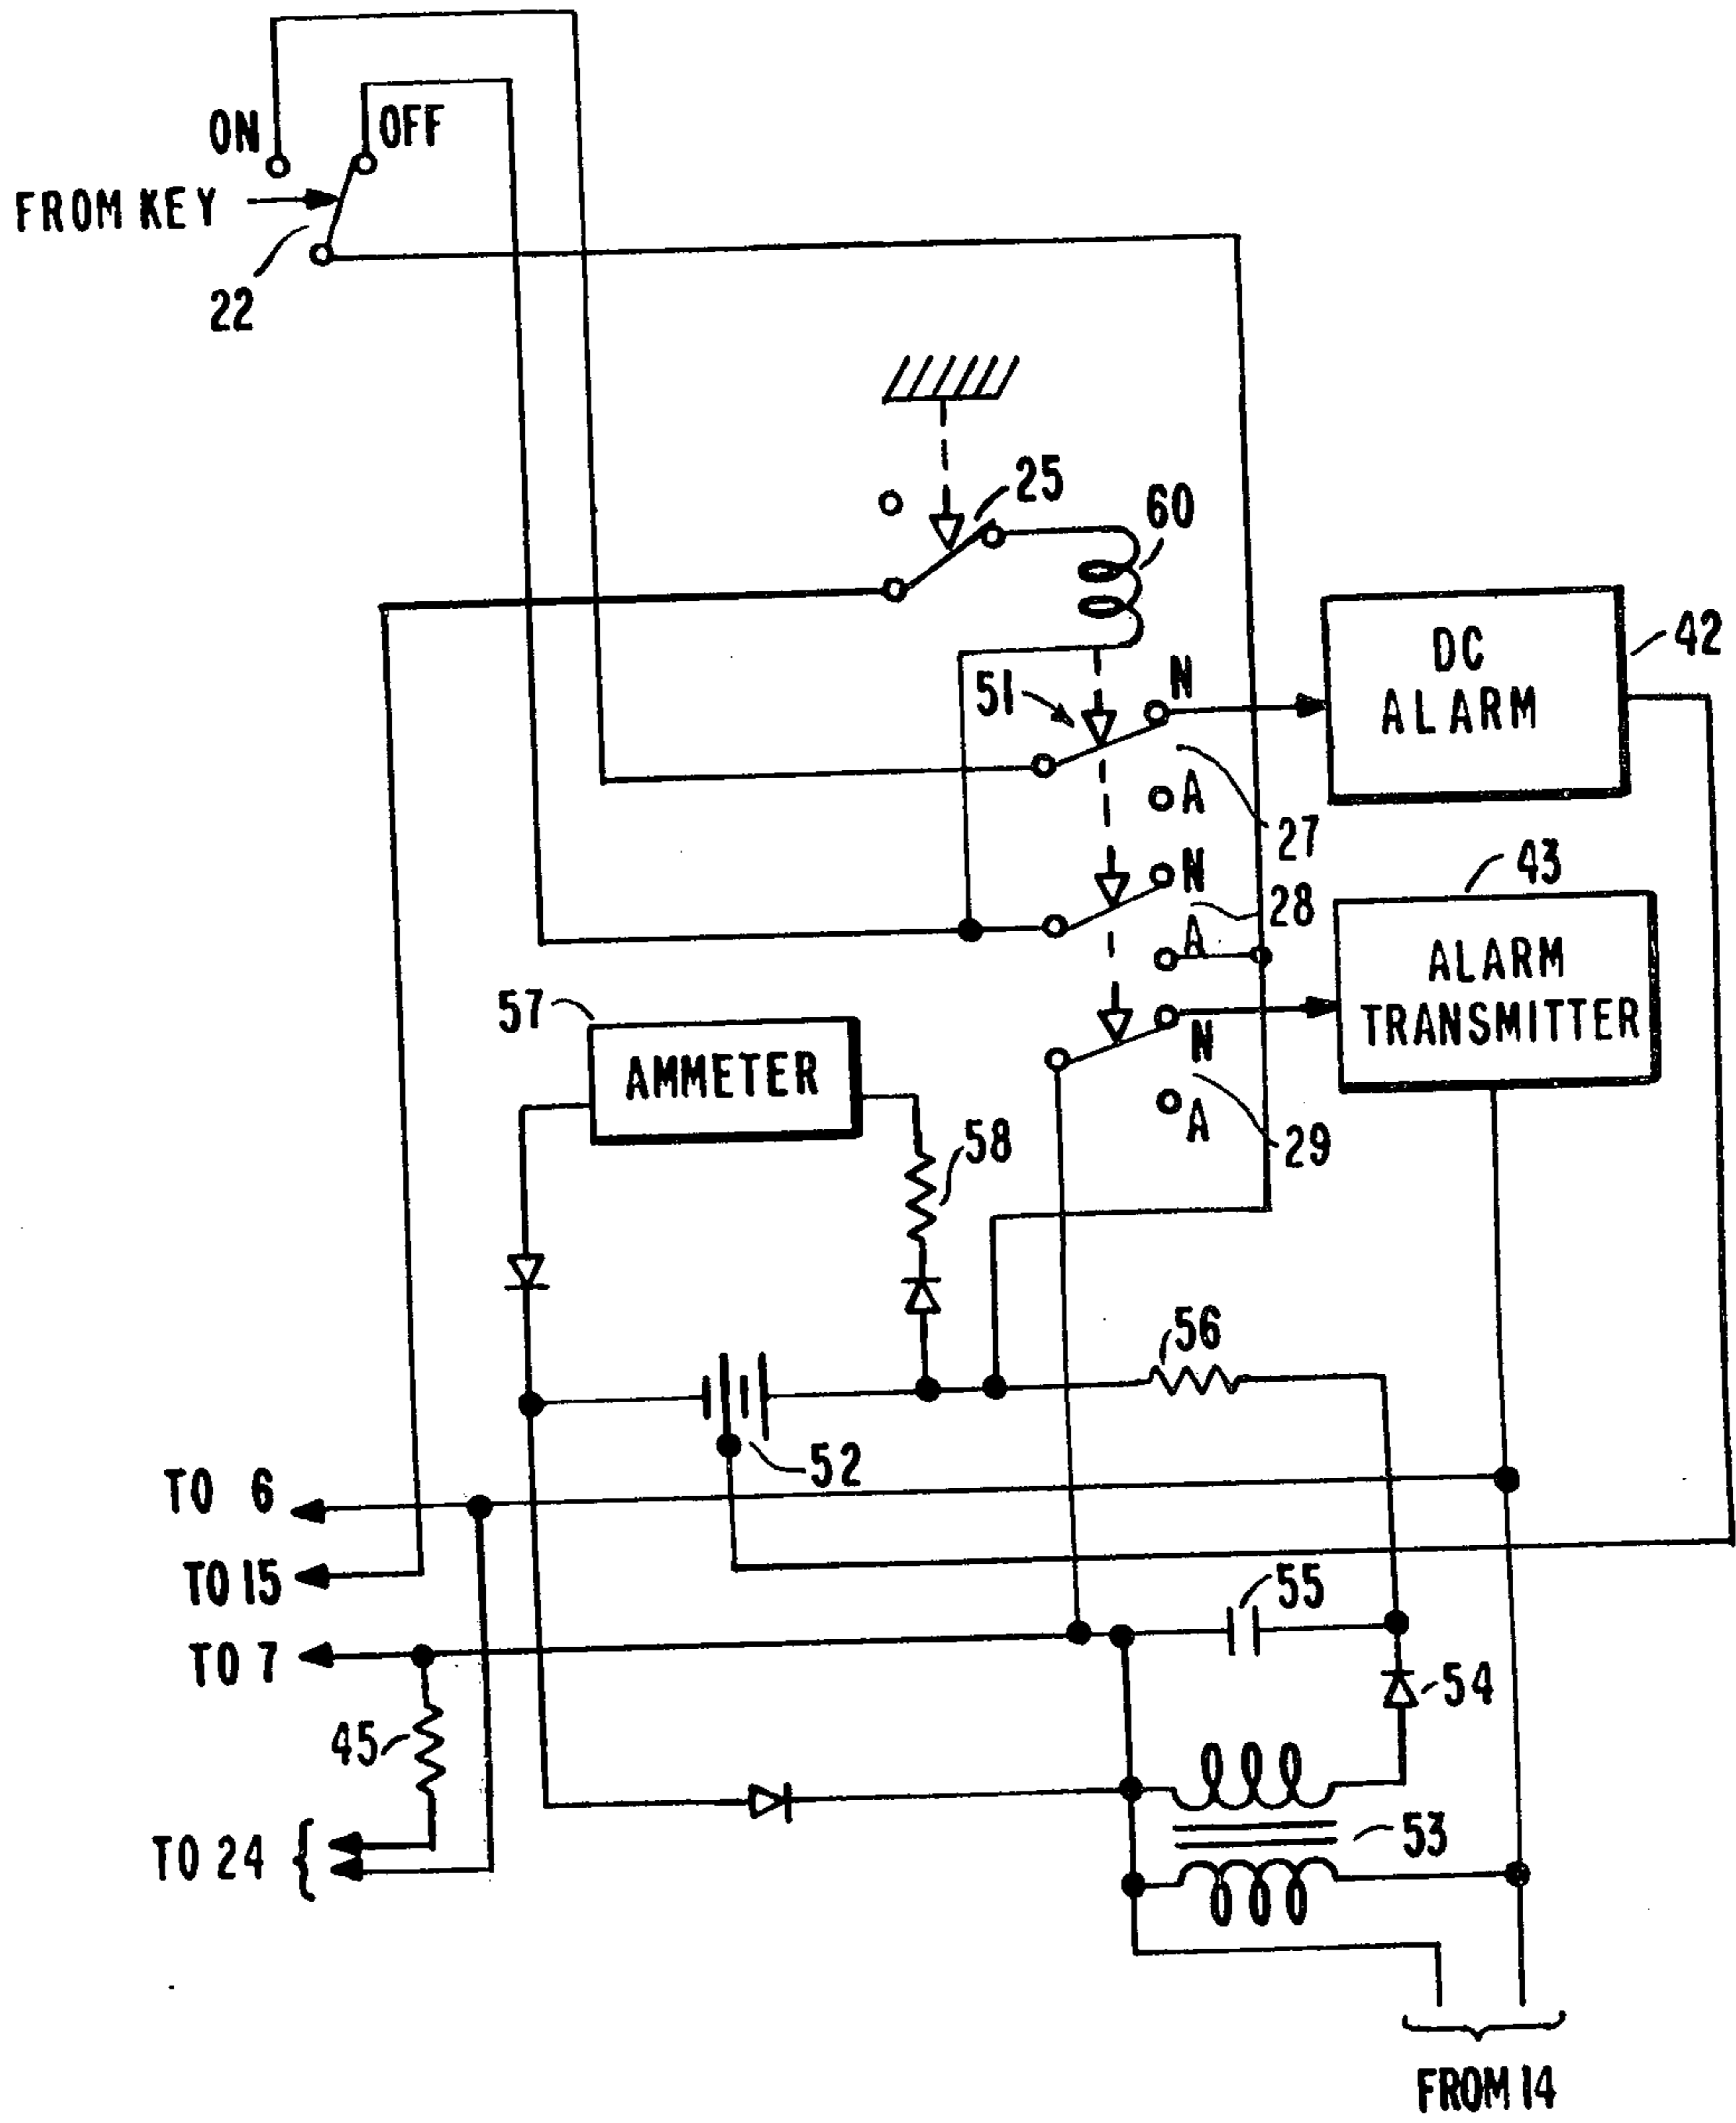 ON
OFF
FROM KEY
22
25
60
DC
ALARM
42
51
N
A
27
N
43
28
A
ALARM
TRANSMITTER
57
AMMETER
N
A
58
29
56
52
TO 6
TO 15
55
TO 7
54
45
53
TO 24 {
FROM 14